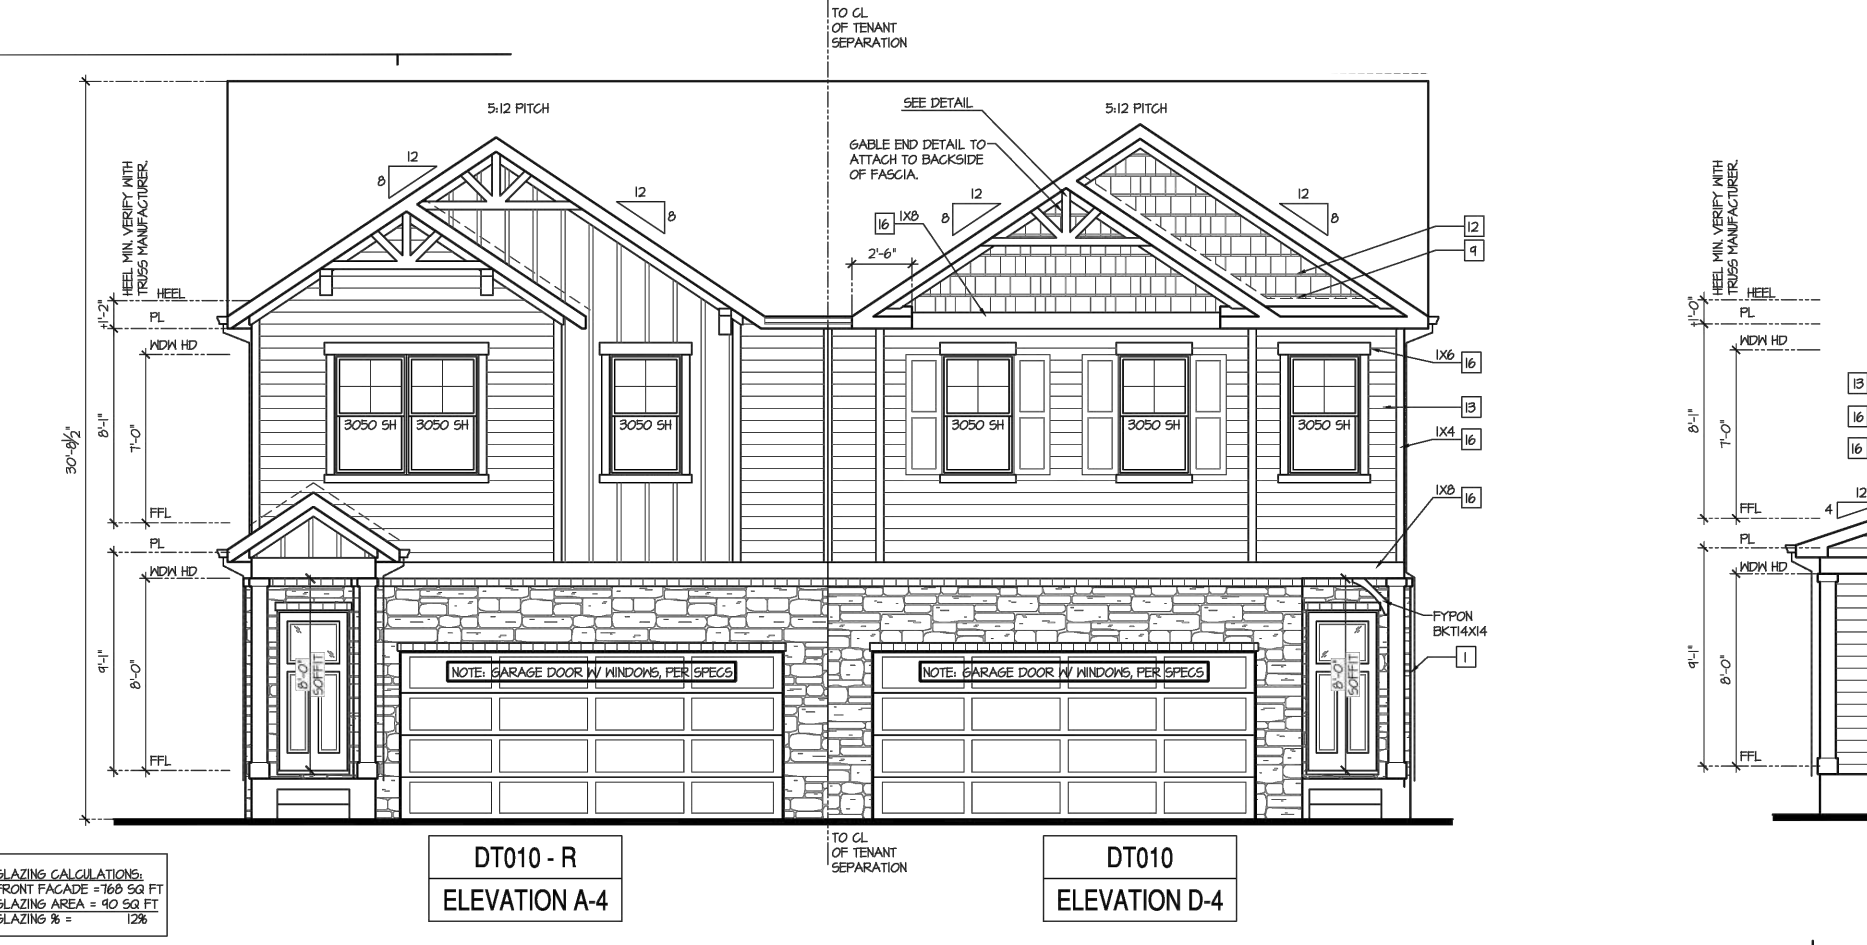 TO CL
OF TENANT
SEPARATION
5:12 PITCH
SEE DETAIL
5:12 PITCH
GABLE END DETAIL TO
ATTACH TO BACKSIDE
OF FASCIA.
12
8
12
8
12
8
12
8
16 1X8
2'-6"
12
9
HEEL MIN. VERIFY WITH
TRUSS MANUFACTURER.
HEEL
PL
WDW HD
FFL
PL
WDW HD
FFL
+1'-2"
8'-1"
7'-0"
30'-8½"
9'-1"
8'-0"
3050 SH
3050 SH
3050 SH
3050 SH
3050 SH
3050 SH
1X6 16
13
1X4 16
1X8 16
FYPON
BKT14X14
1
8'-0"
SOFFIT
NOTE: GARAGE DOOR W/ WINDOWS, PER SPECS
NOTE: GARAGE DOOR W/ WINDOWS, PER SPECS
8'-0"
SOFFIT
HEEL MIN. VERIFY WITH
TRUSS MANUFACTURER.
HEEL
PL
WDW HD
FFL
PL
WDW HD
FFL
+1'-0"
8'-1"
7'-0"
9'-1"
8'-0"
13
16
16
12
4
TO CL
OF TENANT
SEPARATION
DT010 - R
ELEVATION A-4
DT010
ELEVATION D-4
GLAZING CALCULATIONS:
FRONT FACADE =768 SQ FT
GLAZING AREA = 90 SQ FT
GLAZING % = 12%